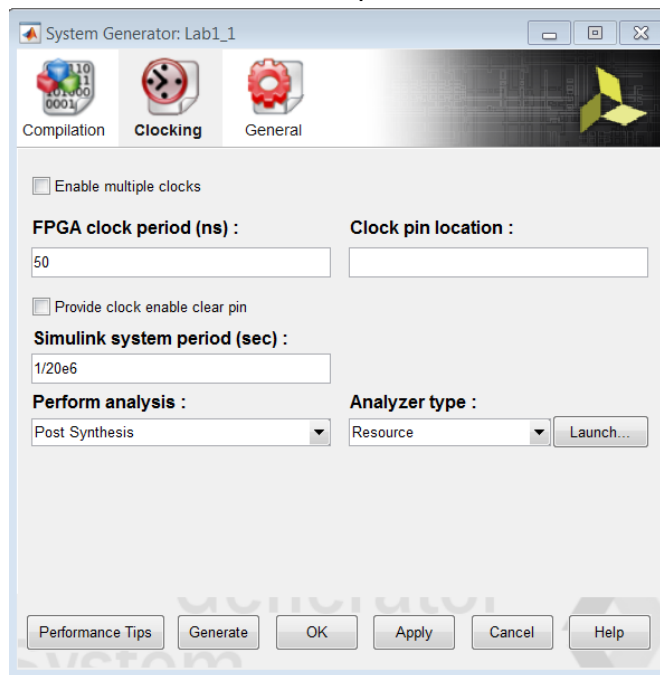 System Generator: Lab1_1
Compilation Clocking General
Enable multiple clocks
FPGA clock period (ns) : Clock pin location :
50
Provide clock enable clear pin
Simulink system period (sec) :
1/20e6
Perform analysis : Analyzer type :
Post Synthesis Resource Launch...
Generator
Performance Tips Generate OK Apply Cancel Help
System